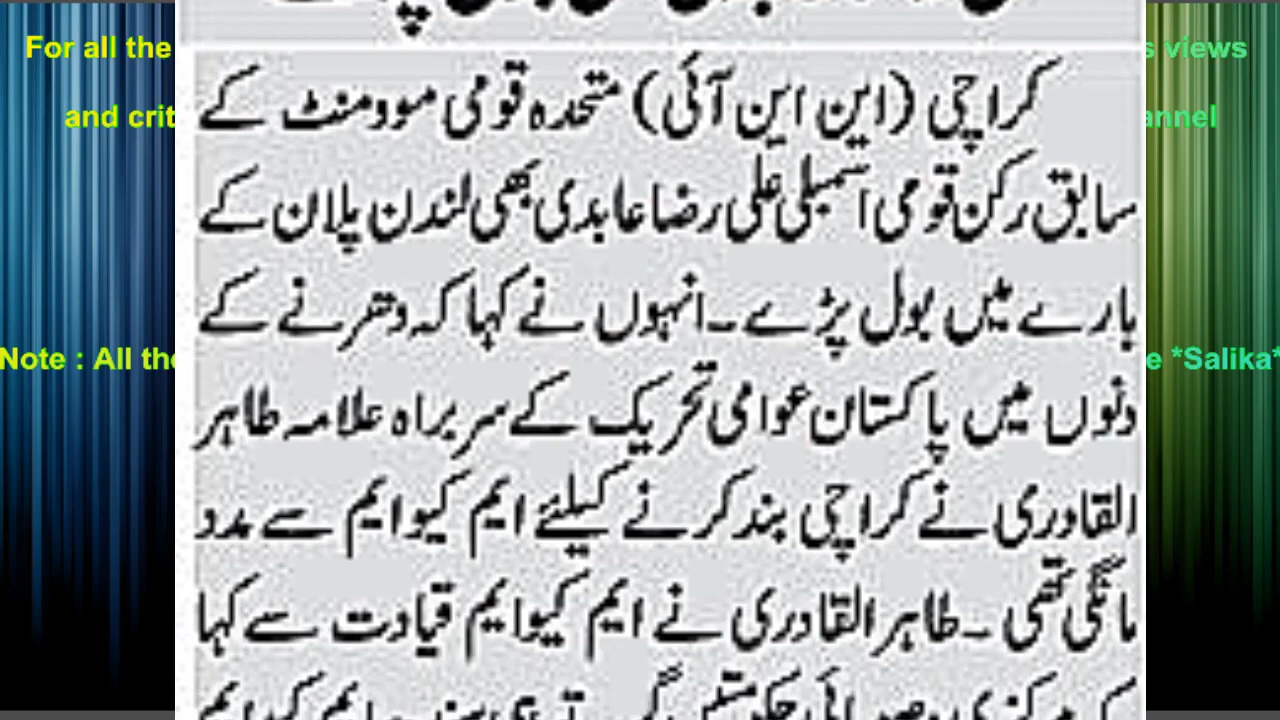 For all the
s views
and crit
annel
Note : All the
e *Salika*
کراچی (این این آئی) متحدہ قومی موومنٹ کے
سابق رکن قومی اسمبلی علی رضا عابدی بھی لندن پلان کے
بارے میں بول پڑے۔ انہوں نے کہا کہ دھرنے کے
دنوں میں پاکستان عوامی تحریک کے سربراہ علامہ طاہر
القادری نے کراچی بند کرنے کیلئے ایم کیو ایم سے مدد
مانگی تھی۔ طاہر القادری نے ایم کیو ایم قیادت سے کہا